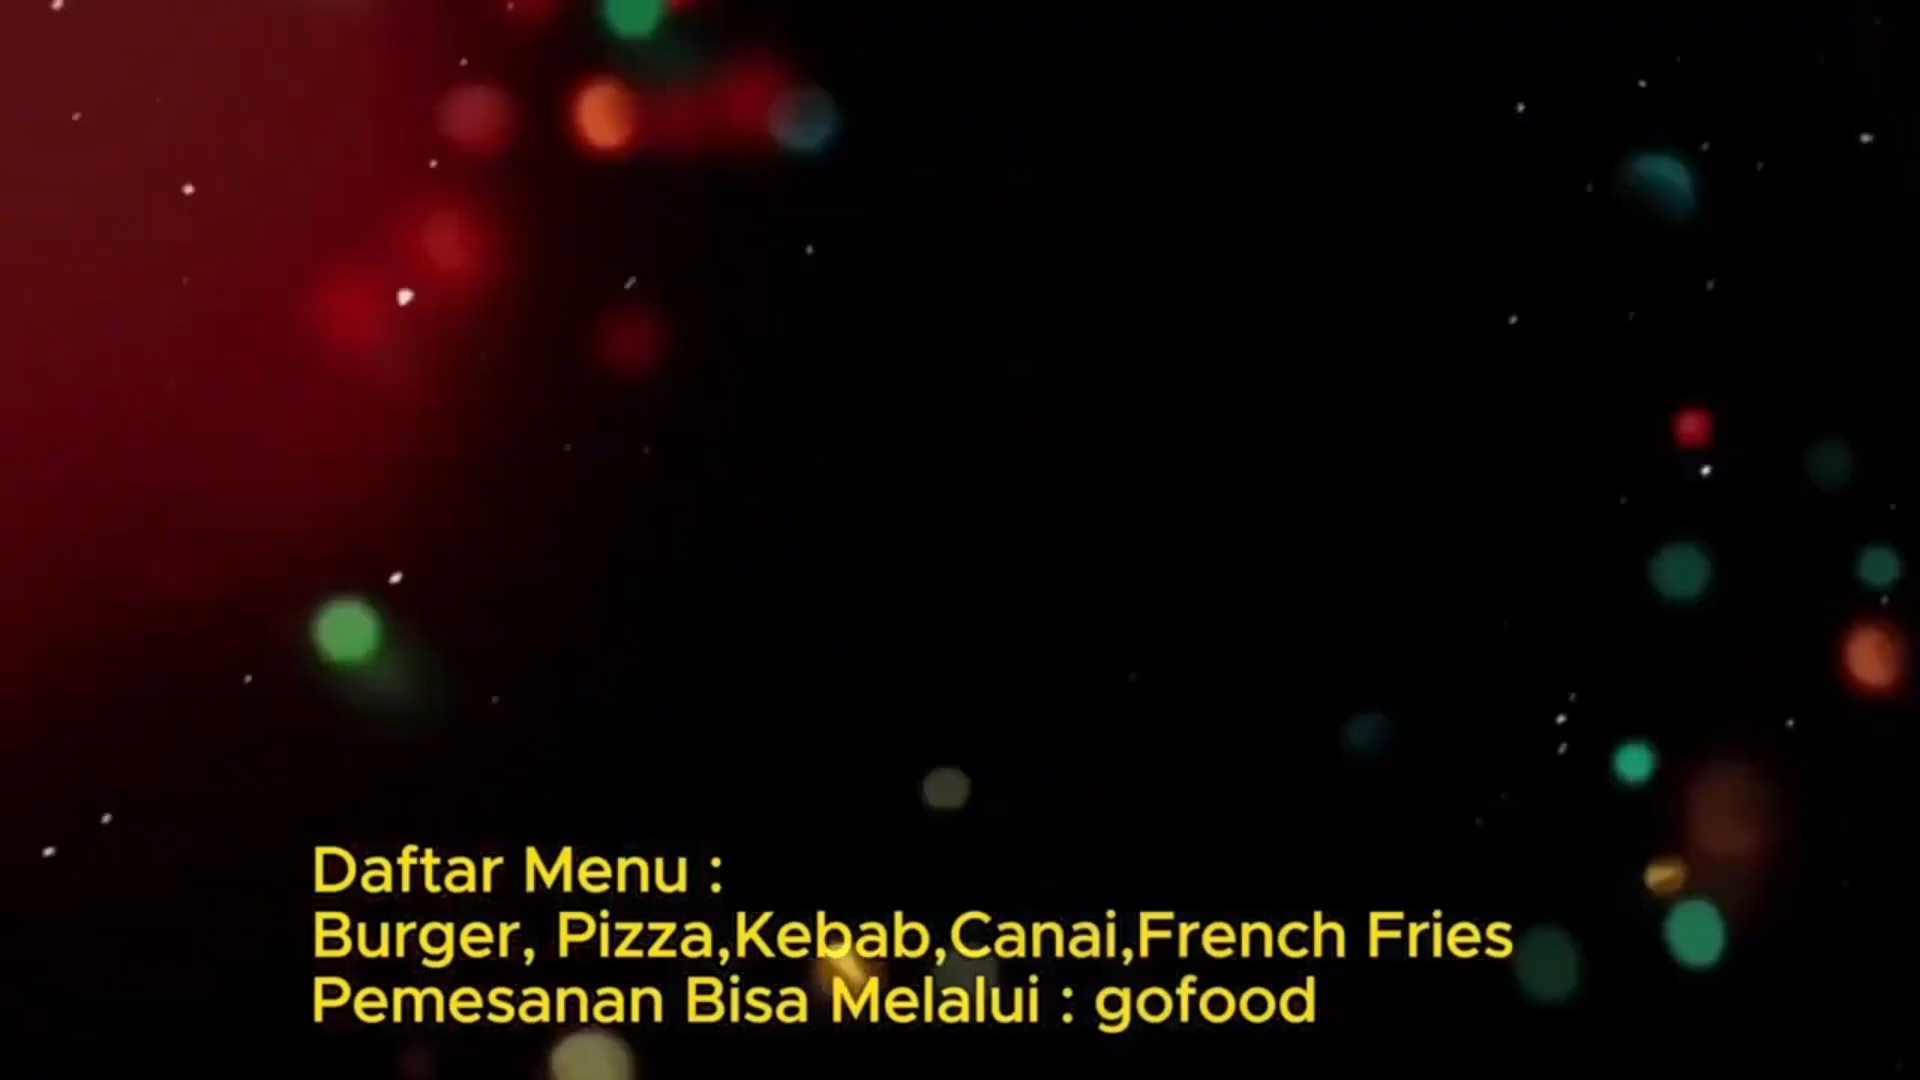 Daftar Menu :
Burger, Pizza,Kebab,Canai,French Fries
Pemesanan Bisa Melalui : gofood